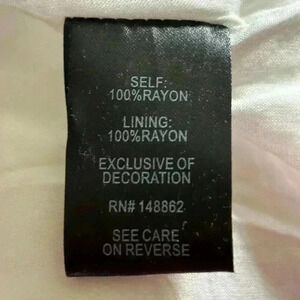 SELF:
100%RAYON
LINING:
100%RAYON
EXCLUSIVE OF
DECORATION
RN# 148862
SEE CARE
ON REVERSE